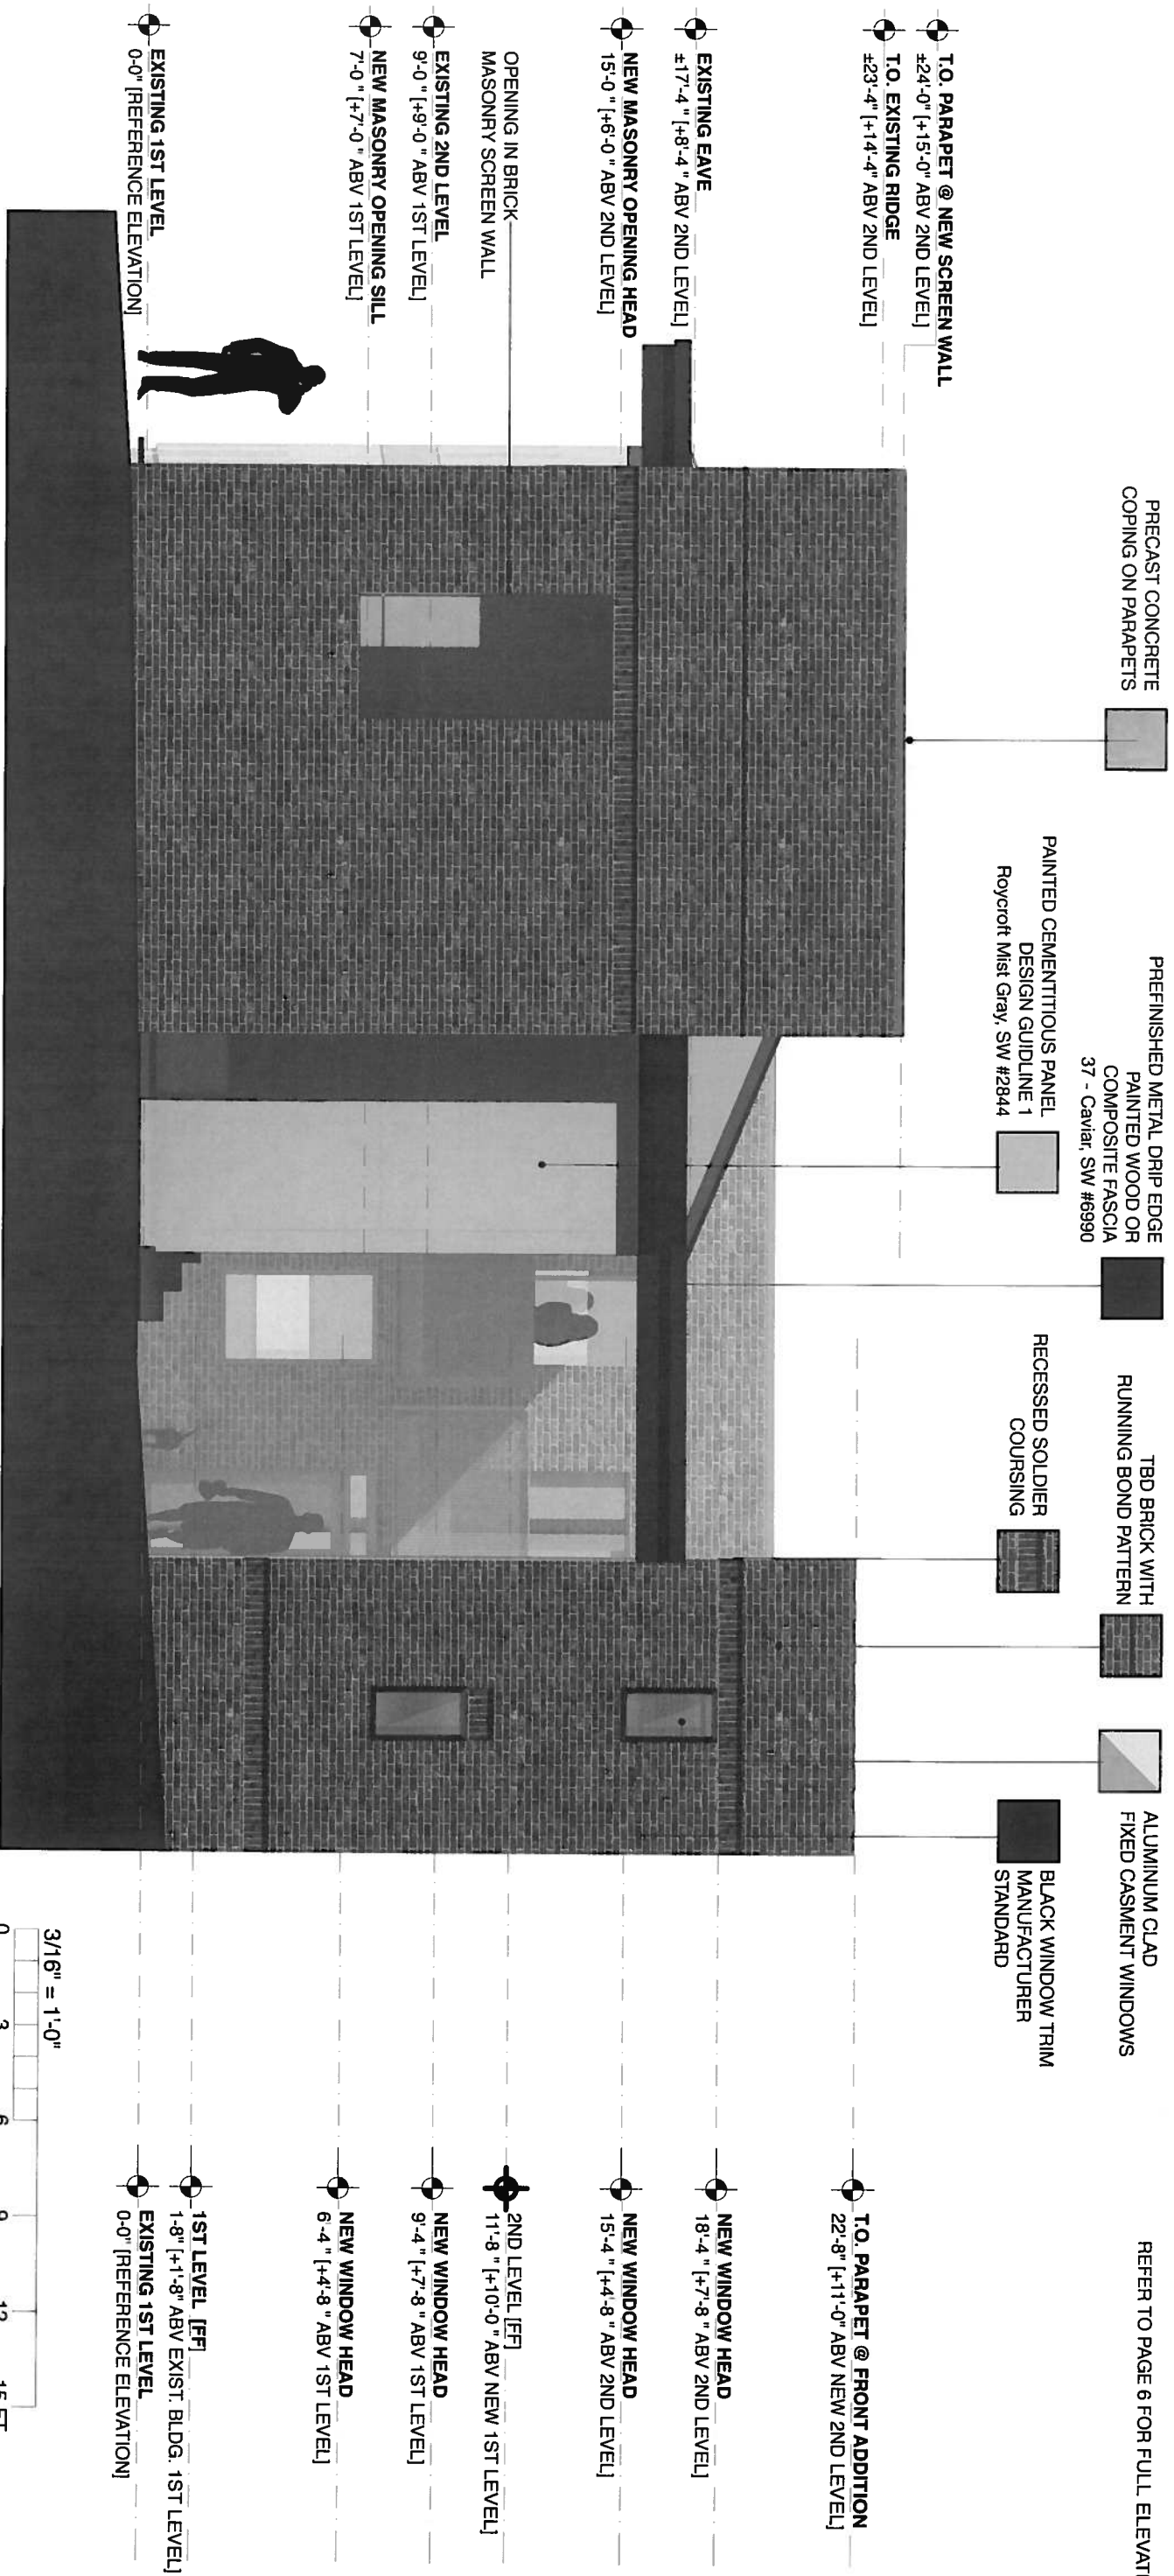 REFER TO PAGE 6 FOR FULL ELEVATI
PRECAST CONCRETE
COPING ON PARAPETS
PAINTED CEMENTITIOUS PANEL
DESIGN GUIDLINE 1
Roycroft Mist Gray, SW #2844
PREFINISHED METAL DRIP EDGE
PAINTED WOOD OR
COMPOSITE FASCIA
37 - Caviar, SW #6990
RECESSED SOLDIER
COURSING
TBD BRICK WITH
RUNNING BOND PATTERN
ALUMINUM CLAD
FIXED CASMENT WINDOWS
BLACK WINDOW TRIM
MANUFACTURER
STANDARD
T.O. PARAPET @ NEW SCREEN WALL
±24'-0" [+15'-0" ABV 2ND LEVEL]
T.O. EXISTING RIDGE
±23'-4" [+14'-4" ABV 2ND LEVEL]
EXISTING EAVE
±17'-4" [+8'-4" ABV 2ND LEVEL]
NEW MASONRY OPENING HEAD
15'-0" [+6'-0" ABV 2ND LEVEL]
OPENING IN BRICK
MASONRY SCREEN WALL
EXISTING 2ND LEVEL
9'-0" [+9'-0" ABV 1ST LEVEL]
NEW MASONRY OPENING SILL
7'-0" [+7'-0" ABV 1ST LEVEL]
EXISTING 1ST LEVEL
0-0" [REFERENCE ELEVATION]
T.O. PARAPET @ FRONT ADDITION
22'-8" [+11'-0" ABV NEW 2ND LEVEL]
NEW WINDOW HEAD
18'-4" [+7'-8" ABV 2ND LEVEL]
NEW WINDOW HEAD
15'-4" [+4'-8" ABV 2ND LEVEL]
2ND LEVEL [FF]
11'-8" [+10'-0" ABV NEW 1ST LEVEL]
NEW WINDOW HEAD
9'-4" [+7'-8" ABV 1ST LEVEL]
NEW WINDOW HEAD
6'-4" [+4'-8" ABV 1ST LEVEL]
1ST LEVEL [FF]
1-8" [+1'-8" ABV EXIST. BLDG. 1ST LEVEL]
EXISTING 1ST LEVEL
0-0" [REFERENCE ELEVATION]
3/16" = 1'-0"
0 3 6 9 12 15 FT